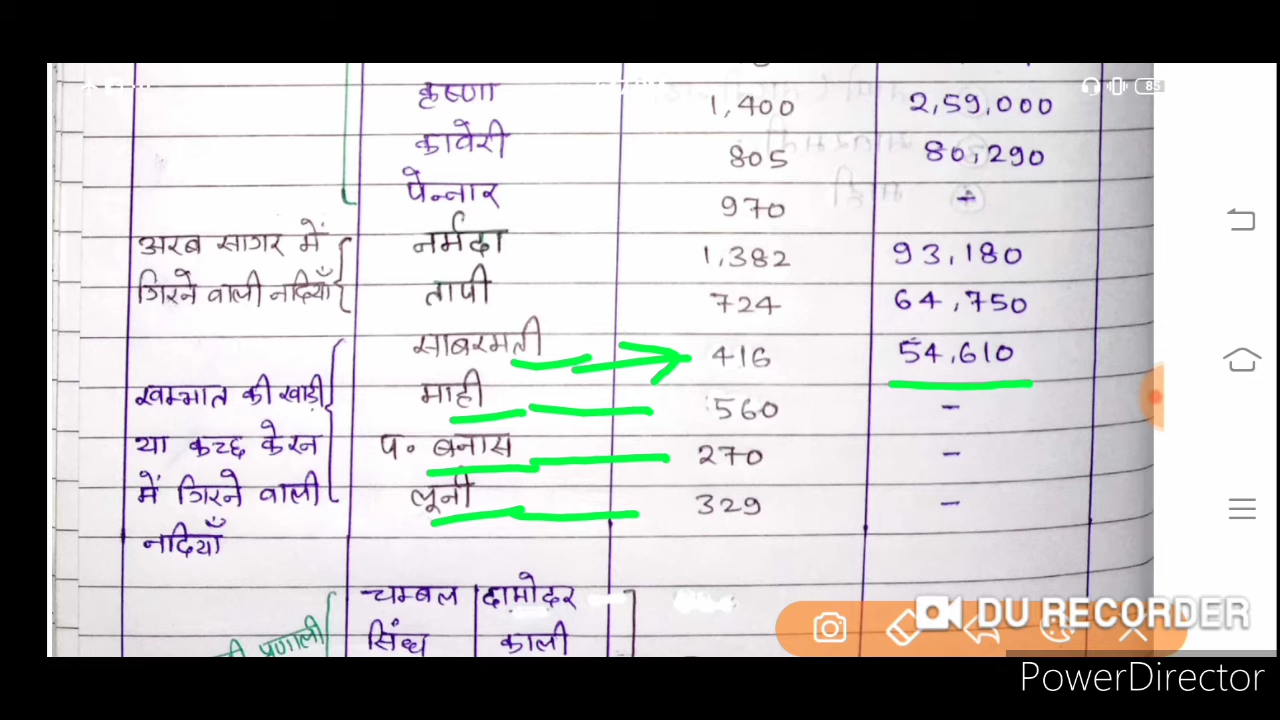 कृष्णा 1,400 2,59,000
कावेरी 805 80,290
पेन्नार 970 +
अरब सागर में नर्मदा 1,382 93,180
गिरने वाली नदियाँ तापी 724 64,750
साबरमती 416 54,610
खम्भात की खाड़ी माही 560 -
या कच्छ के रन प. बनास 270 -
में गिरने वाली लूनी 329 -
नदियाँ
चम्बल दामोदर
प्रणाली सिंध काली
85
DU RECORDER
PowerDirector